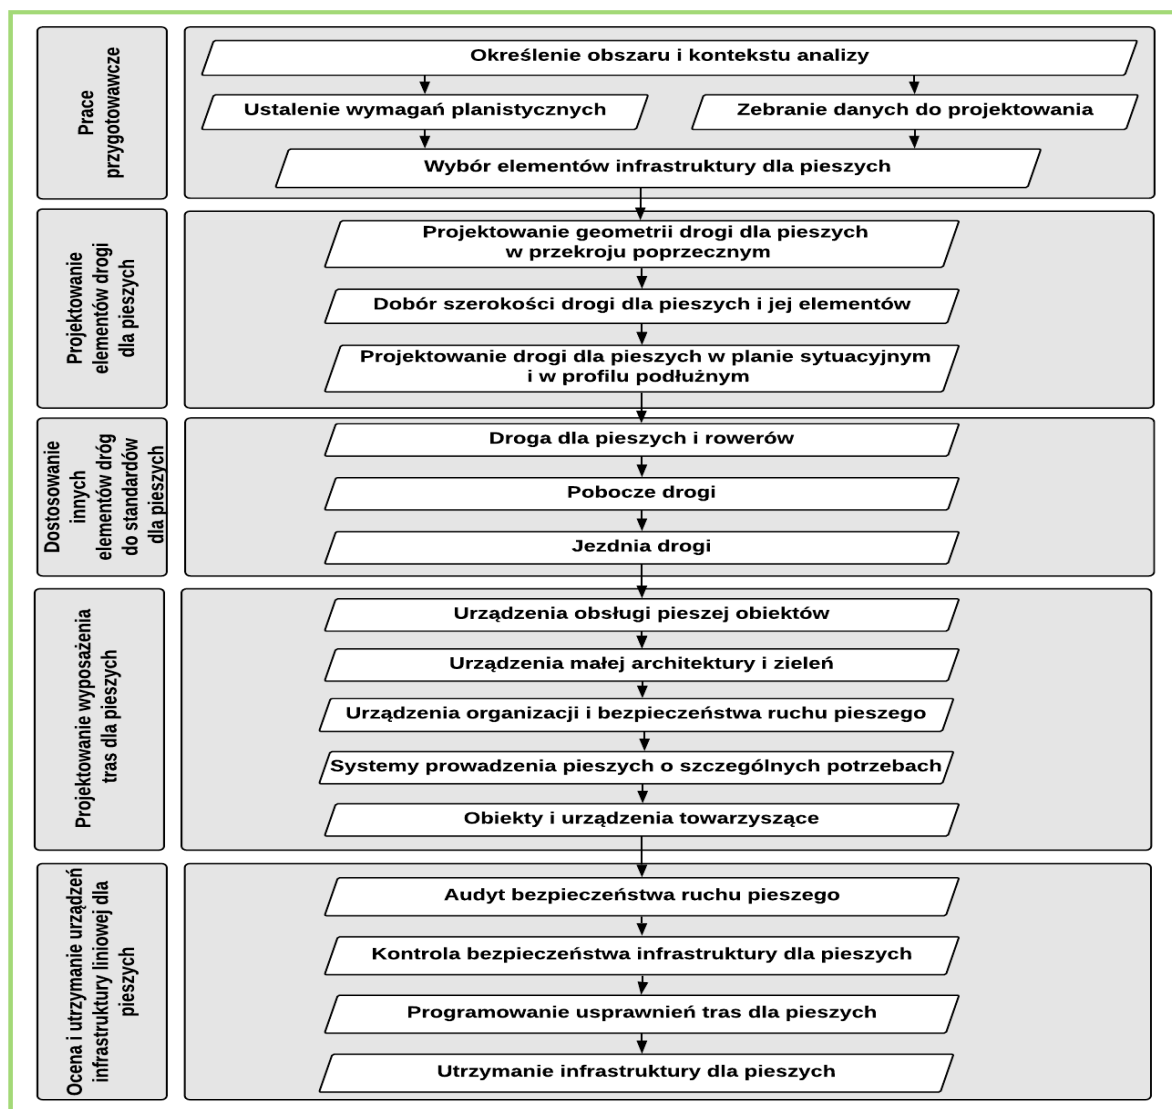 Prace
przygotowawcze
Określenie obszaru i kontekstu analizy
Ustalenie wymagań planistycznych
Zebranie danych do projektowania
Wybór elementów infrastruktury dla pieszych
Projektowanie
elementów drogi
dla pieszych
Projektowanie geometrii drogi dla pieszych
w przekroju poprzecznym
Dobór szerokości drogi dla pieszych i jej elementów
Projektowanie drogi dla pieszych w planie sytuacyjnym
i w profilu podłużnym
Dostosowanie
innych
elementów dróg
do standardów
dla pieszych
Droga dla pieszych i rowerów
Pobocze drogi
Jezdnia drogi
Projektowanie wyposażenia
tras dla pieszych
Urządzenia obsługi pieszej obiektów
Urządzenia małej architektury i zieleń
Urządzenia organizacji i bezpieczeństwa ruchu pieszego
Systemy prowadzenia pieszych o szczególnych potrzebach
Obiekty i urządzenia towarzyszące
Ocena i utrzymanie urządzeń
infrastruktury liniowej dla
pieszych
Audyt bezpieczeństwa ruchu pieszego
Kontrola bezpieczeństwa infrastruktury dla pieszych
Programowanie usprawnień tras dla pieszych
Utrzymanie infrastruktury dla pieszych